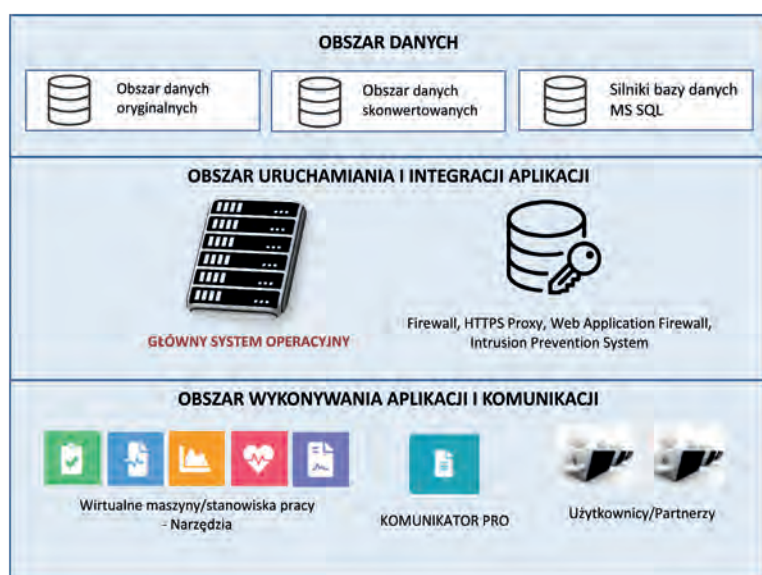 OBSZAR DANYCH
Obszar danych
oryginalnych
Obszar danych
skonwertowanych
Silniki bazy danych
MS SQL
OBSZAR URUCHAMIANIA I INTEGRACJI APLIKACJI
GŁÓWNY SYSTEM OPERACYJNY
Firewall, HTTPS Proxy, Web Application Firewall,
Intrusion Prevention System
OBSZAR WYKONYWANIA APLIKACJI I KOMUNIKACJI
Wirtualne maszyny/stanowiska pracy
- Narzędzia
KOMUNIKATOR PRO
Użytkownicy/Partnerzy